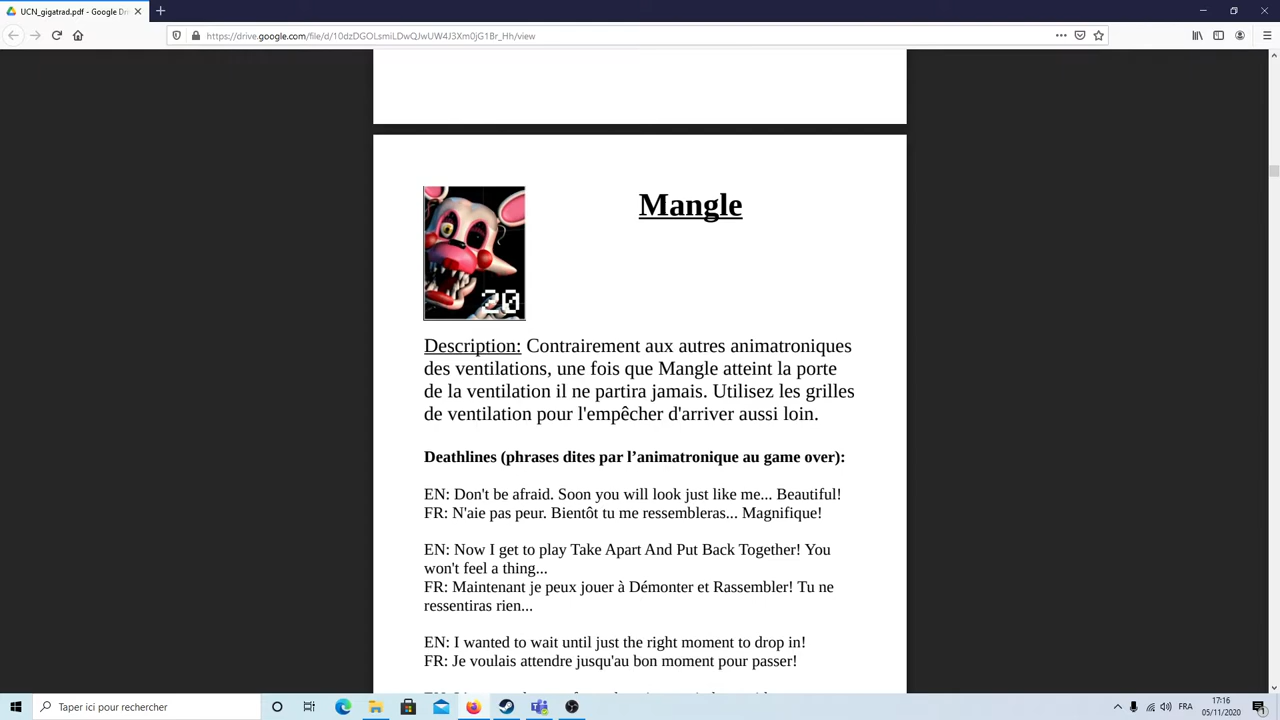 UCN_gigatrad.pdf - Google Dri
https://drive.google.com/file/d/10dzDGOLsmiLDwQJwUW4J3Xm0jG1Br_Hh/view
Mangle
20
Description: Contrairement aux autres animatroniques
des ventilations, une fois que Mangle atteint la porte
de la ventilation il ne partira jamais. Utilisez les grilles
de ventilation pour l'empêcher d'arriver aussi loin.
Deathlines (phrases dites par l’animatronique au game over):
EN: Don't be afraid. Soon you will look just like me... Beautiful!
FR: N'aie pas peur. Bientôt tu me ressembleras... Magnifique!
EN: Now I get to play Take Apart And Put Back Together! You
won't feel a thing...
FR: Maintenant je peux jouer à Démonter et Rassembler! Tu ne
ressentiras rien...
EN: I wanted to wait until just the right moment to drop in!
FR: Je voulais attendre jusqu'au bon moment pour passer!
Taper ici pour rechercher
FRA
17:16
05/11/2020